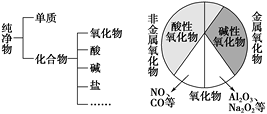 纯净物
单质
化合物
氧化物
酸
碱
盐
……
非金属氧化物
酸性氧化物
碱性氧化物
金属氧化物
NO、
CO等
氧化物
Al₂O₃、
Na₂O₂等